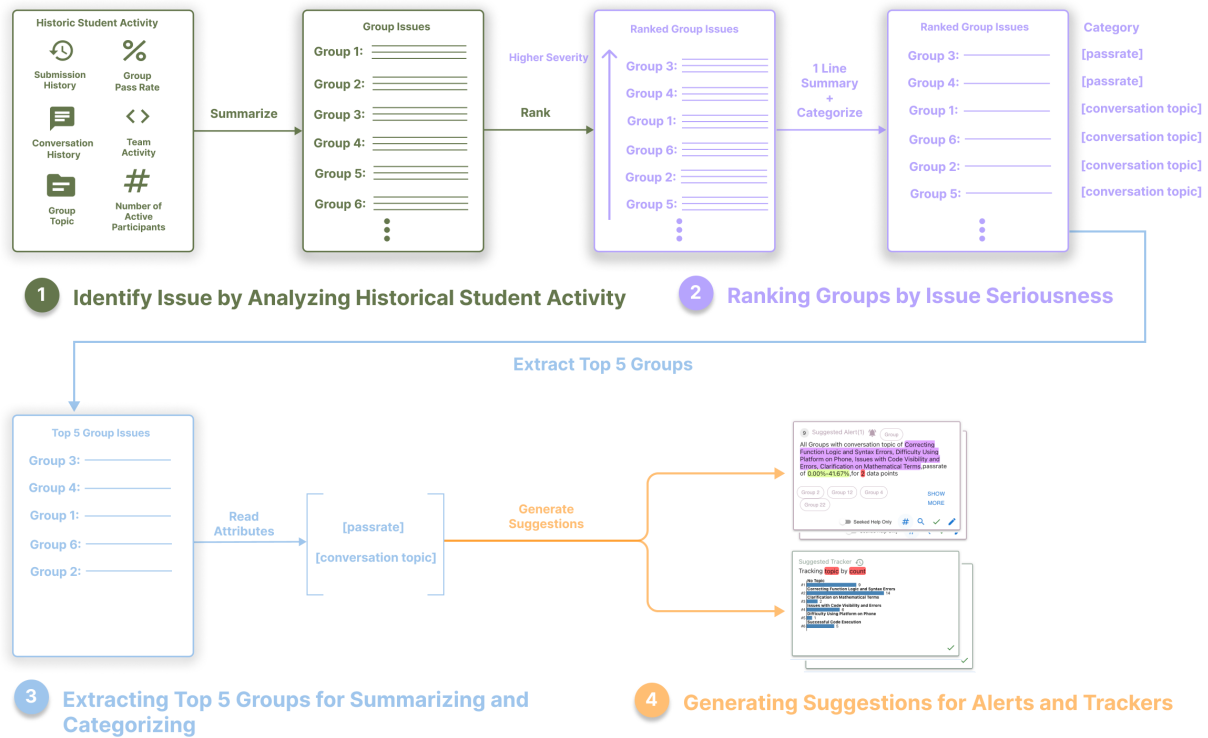 Historic Student Activity
Submission
History
Group
Pass Rate
Conversation
History
Team
Activity
Group
Topic
Number of
Active
Participants
Summarize
Group Issues
Group 1:
Group 2:
Group 3:
Group 4:
Group 5:
Group 6:
Rank
Higher Severity
Ranked Group Issues
Group 3:
Group 4:
Group 1:
Group 6:
Group 2:
Group 5:
1 Line
Summary
+
Categorize
Ranked Group Issues
Group 3:
Group 4:
Group 1:
Group 6:
Group 2:
Group 5:
Category
[passrate]
[passrate]
[conversation topic]
[conversation topic]
[conversation topic]
[conversation topic]
1 Identify Issue by Analyzing Historical Student Activity
2 Ranking Groups by Issue Seriousness
Extract Top 5 Groups
Top 5 Group Issues
Group 3:
Group 4:
Group 1:
Group 6:
Group 2:
Read
Attributes
[passrate]
[conversation topic]
Generate
Suggestions
Suggested Alert(1) Group
All Groups with conversation topic of Correcting
Function Logic and Syntax Errors, Difficulty Using
Platform on Phone, Issues with Code Visibility and
Errors, Clarification on Mathematical Terms,passrate
of 0.00%-41.67%,for 2 data points
Group 12
Group 22
SHOW
MORE
Seeked Help Only
Suggested Tracker
Tracking topic by count
No Topic
#1 9
Correcting Function Logic and Syntax Errors
#2 14
Clarification on Mathematical Terms
#3 2
Issues with Code Visibility and Errors
#4 6
Difficulty Using Platform on Phone
#5 1
Successful Code Execution
#6 5
3 Extracting Top 5 Groups for Summarizing and
Categorizing
4 Generating Suggestions for Alerts and Trackers